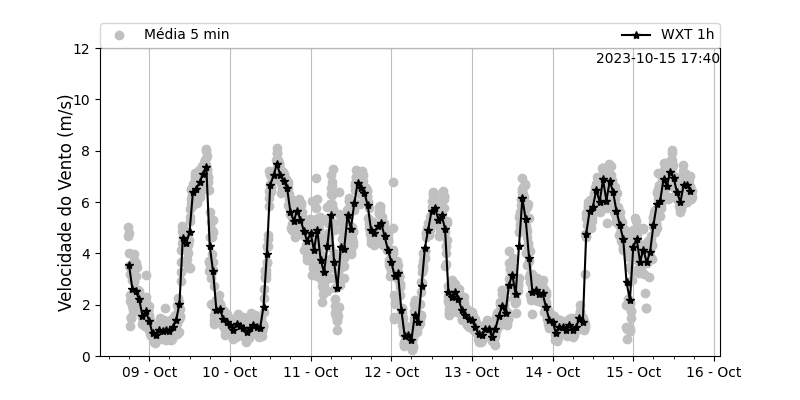 Média 5 min
WXT 1h
2023-10-15 17:40
Velocidade do Vento (m/s)
12
10
8
6
4
2
0
09 - Oct
10 - Oct
11 - Oct
12 - Oct
13 - Oct
14 - Oct
15 - Oct
16 - Oct